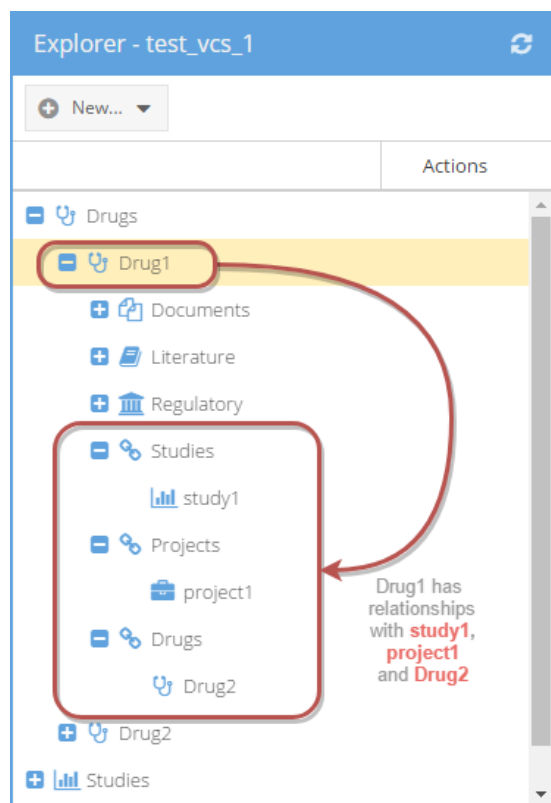 Explorer - test_vcs_1
New...
Actions
Drugs
Drug1
Documents
Literature
Regulatory
Studies
study1
Projects
project1
Drugs
Drug2
Drug1 has
relationships
with study1,
project1
and Drug2
Drug2
Studies